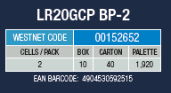 LR20GCP BP-2
WESTNET CODE 00152652
CELLS / PACK BOX CARTON PALETTE
2 10 40 1,920
EAN BARCODE: 4904530592515